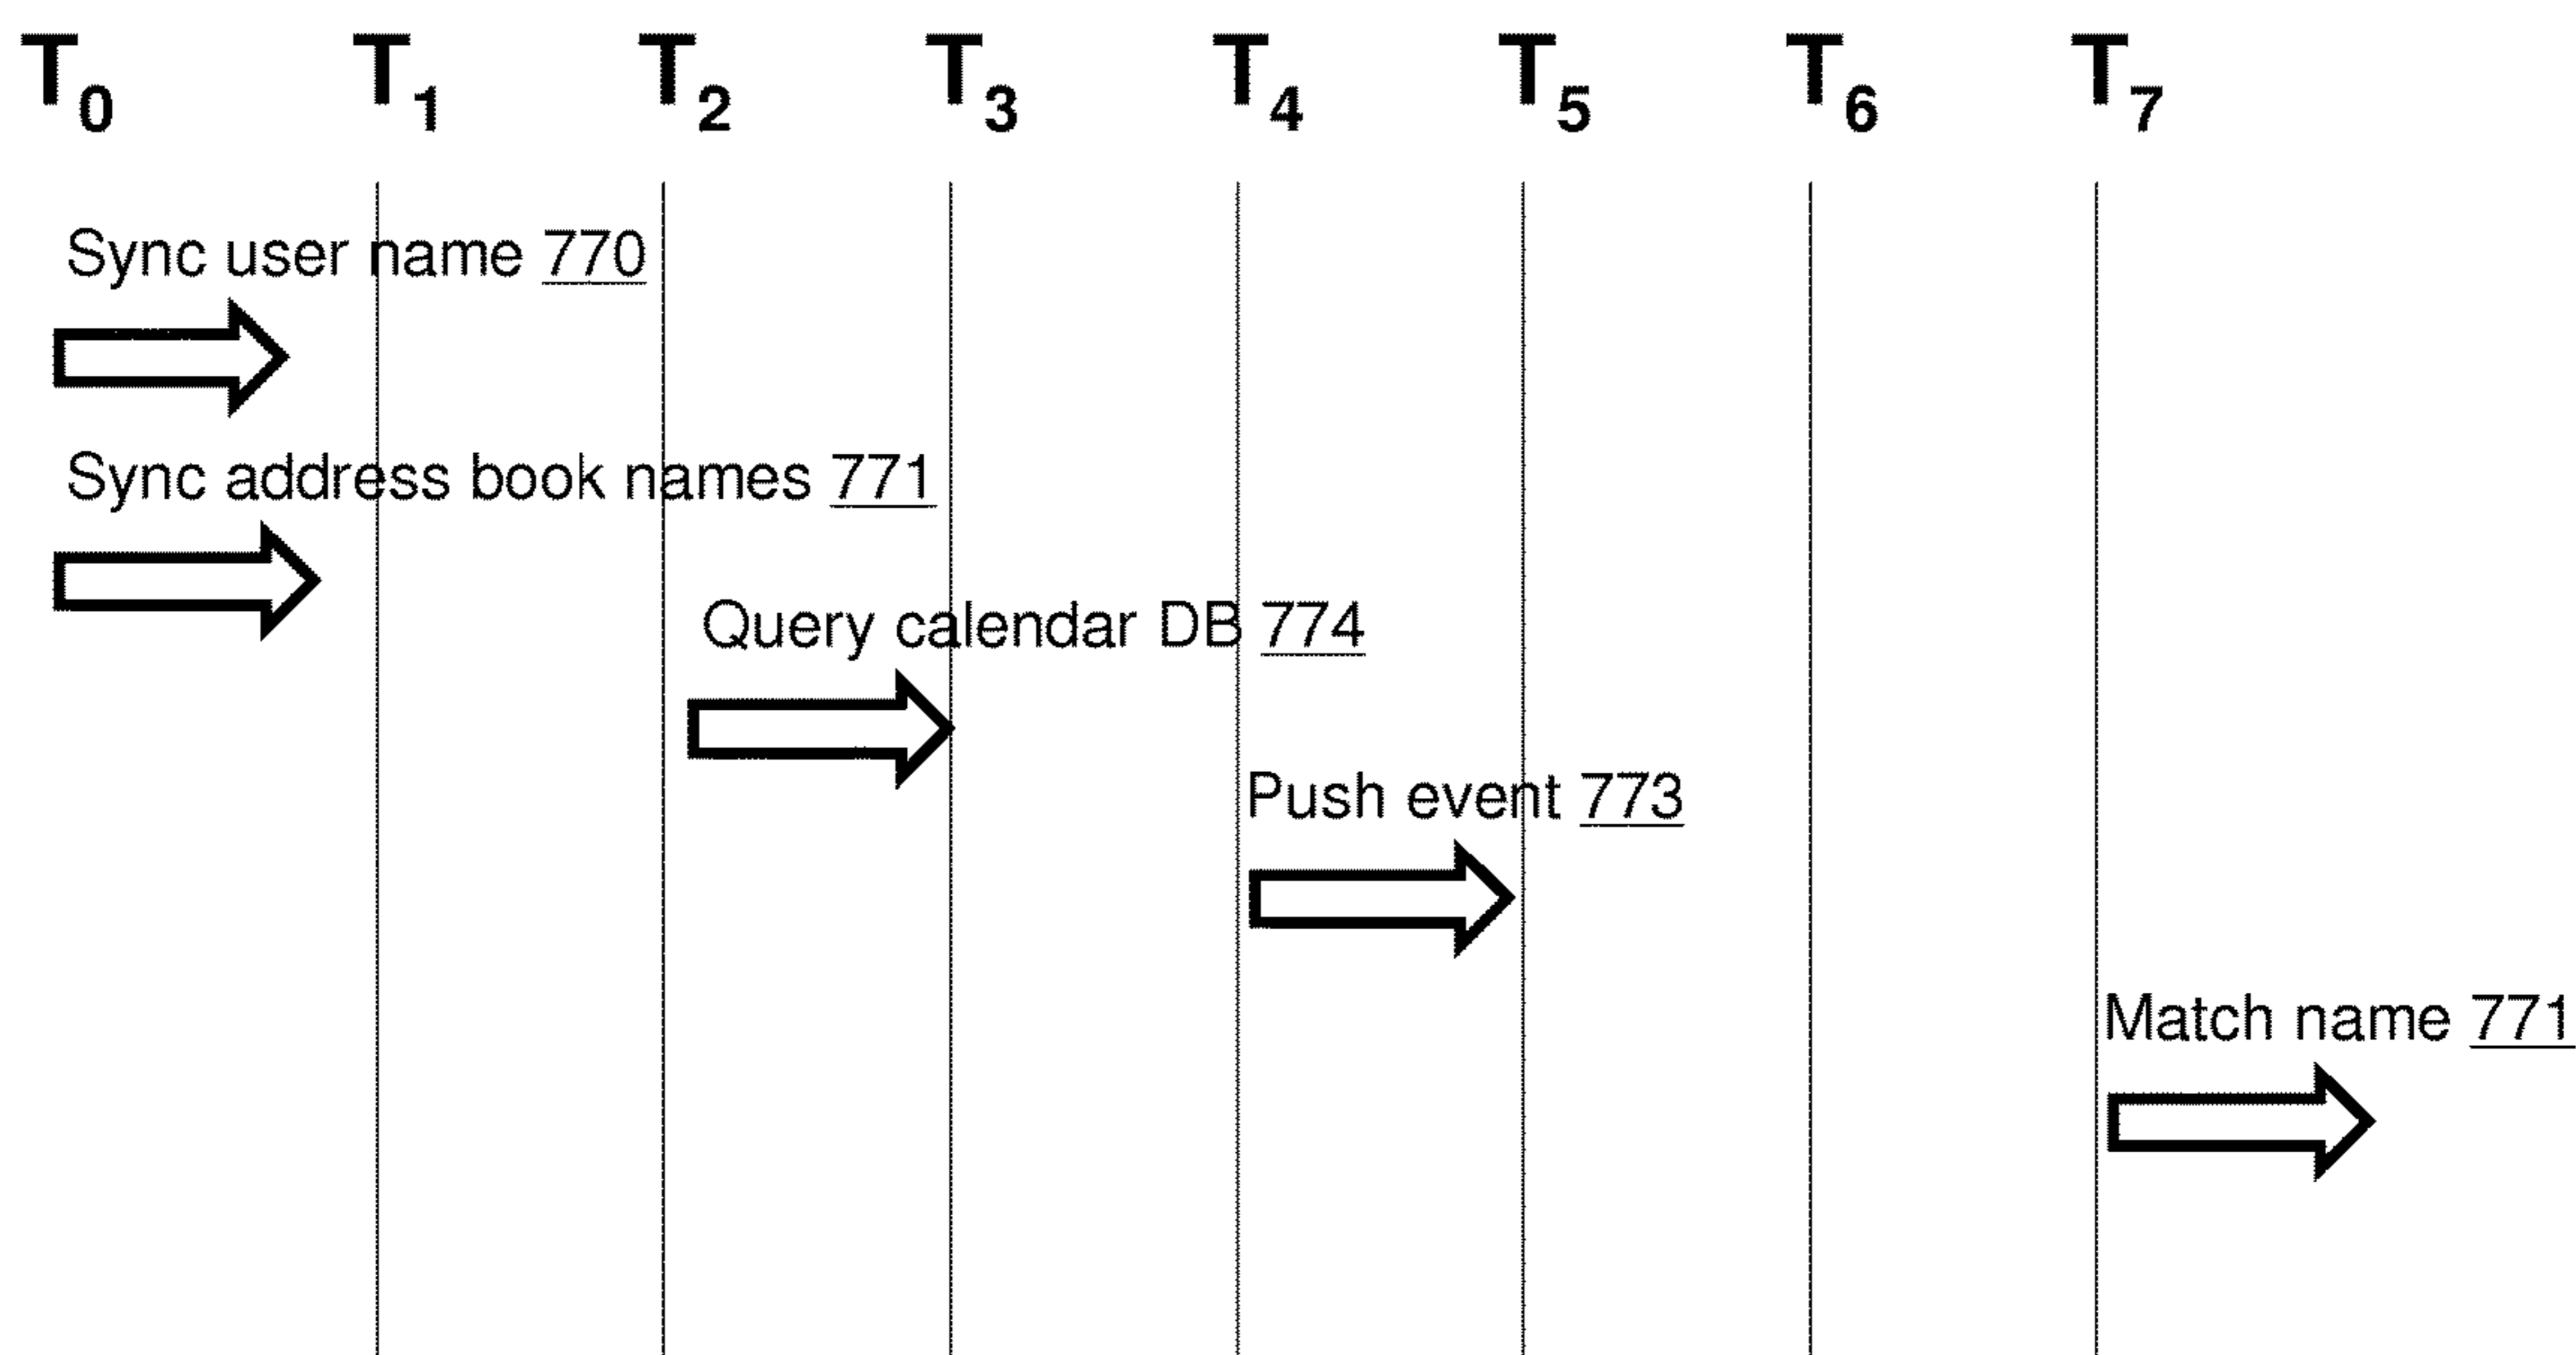 T0 T1 T2 T3 T4 T5 T6 T7
Sync user name 770
Sync address book names 771
Query calendar DB 774
Push event 773
Match name 771